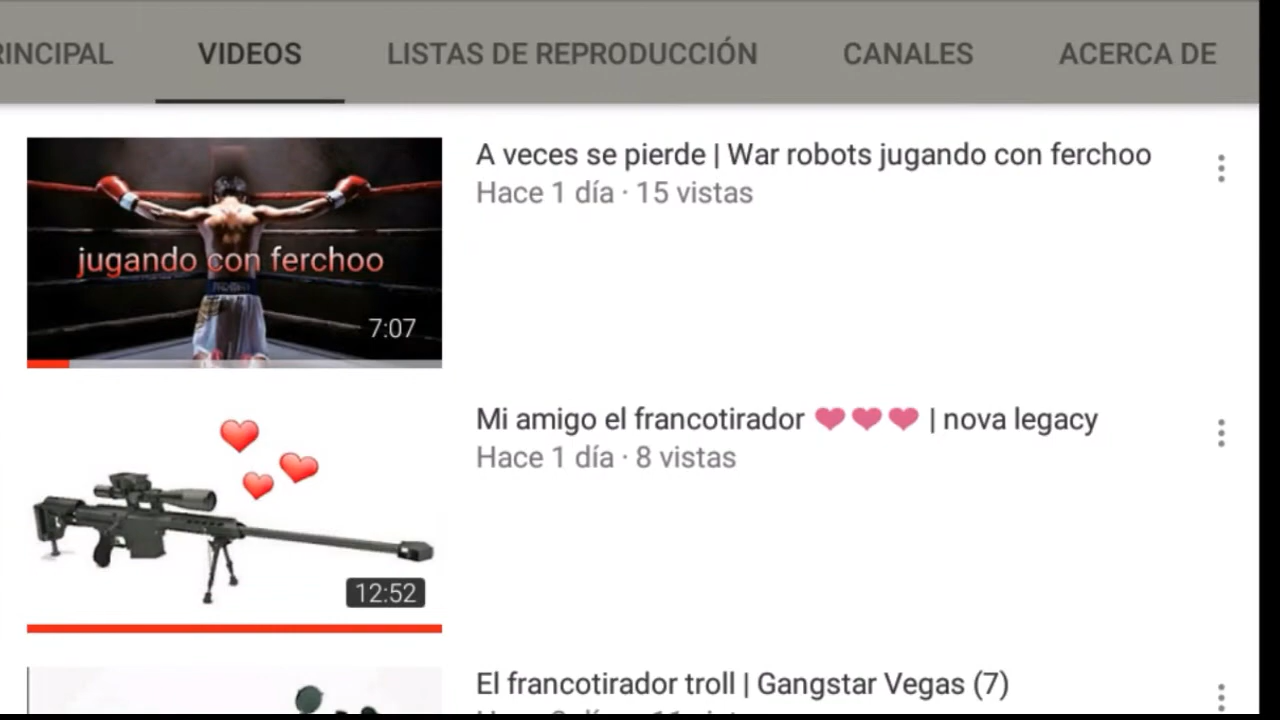 RINCIPAL VIDEOS LISTAS DE REPRODUCCIÓN CANALES ACERCA DE
jugando con ferchoo
7:07
A veces se pierde | War robots jugando con ferchoo
Hace 1 día · 15 vistas
12:52
Mi amigo el francotirador ❤❤❤ | nova legacy
Hace 1 día · 8 vistas
El francotirador troll | Gangstar Vegas (7)